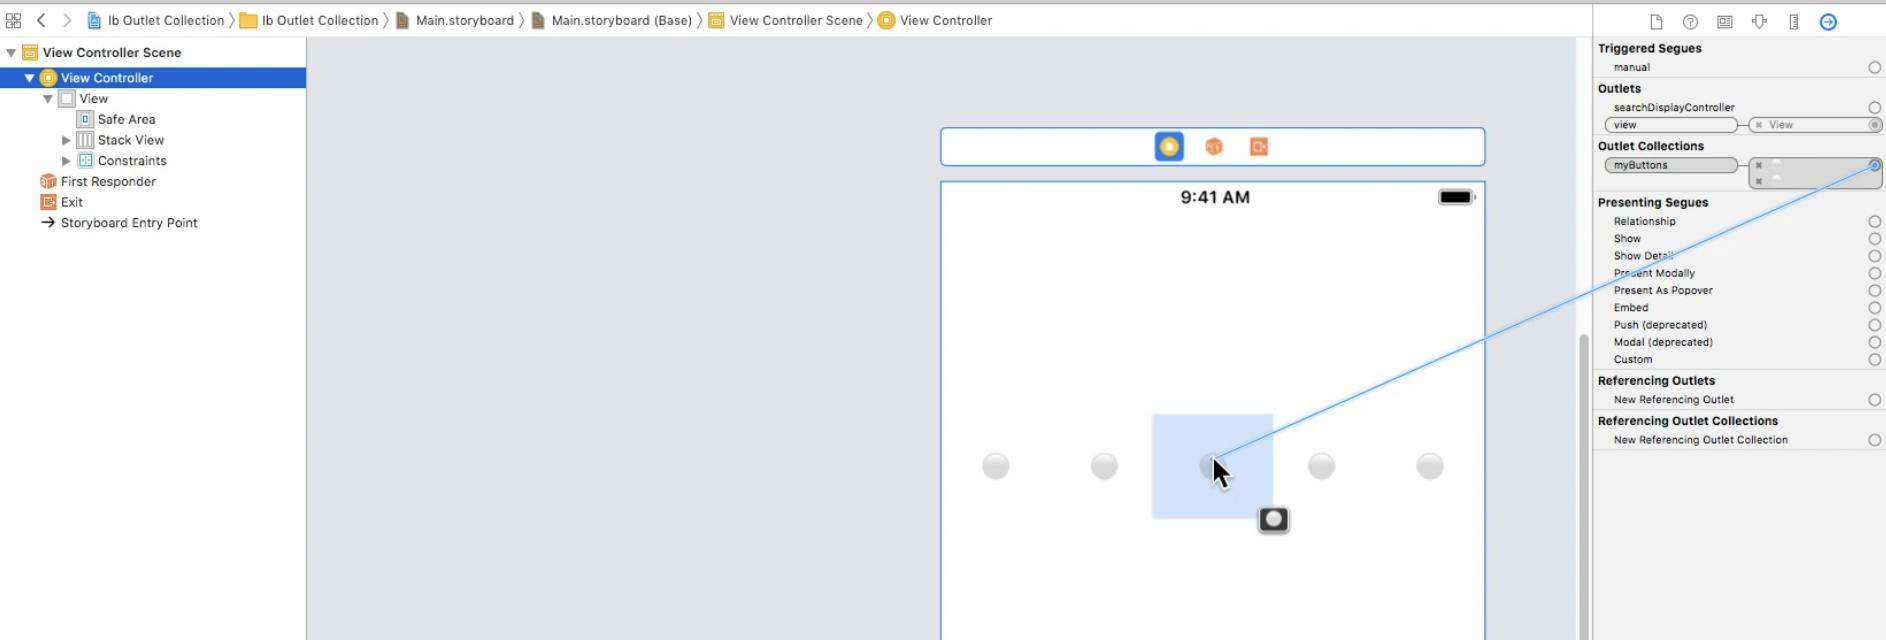 Ib Outlet Collection Ib Outlet Collection Main.storyboard Main.storyboard (Base) View Controller Scene View Controller
View Controller Scene
View Controller
View
Safe Area
Stack View
Constraints
First Responder
Exit
Storyboard Entry Point
9:41 AM
Triggered Segues
manual
Outlets
searchDisplayController
view View
Outlet Collections
myButtons
Presenting Segues
Relationship
Show
Show Detail
Present Modally
Present As Popover
Embed
Push (deprecated)
Modal (deprecated)
Custom
Referencing Outlets
New Referencing Outlet
Referencing Outlet Collections
New Referencing Outlet Collection